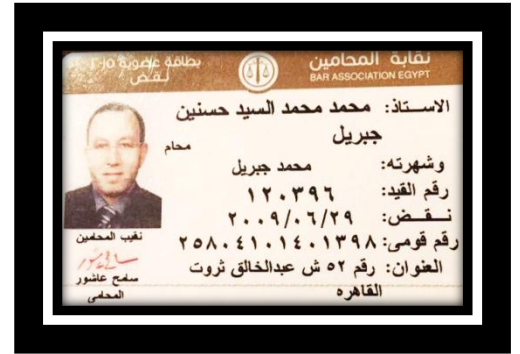 نقابة المحامين
BAR ASSOCIATION EGYPT
بطاقة عضوية ٢٠١٥
نقض
الاستاذ: محمد محمد السيد حسنين
جبريل
محام
وشهرته: محمد جبريل
رقم القيد: ١٢٠٣٩٦
نقض: ٢٠٠٩/٠٦/٢٩
رقم قومى: ٢٥٨٠٤١٠١٤٠١٣٩٨
العنوان: رقم ٥٢ ش عبدالخالق ثروت
القاهره
نقيب المحامين
سامح عاشور
المحامى